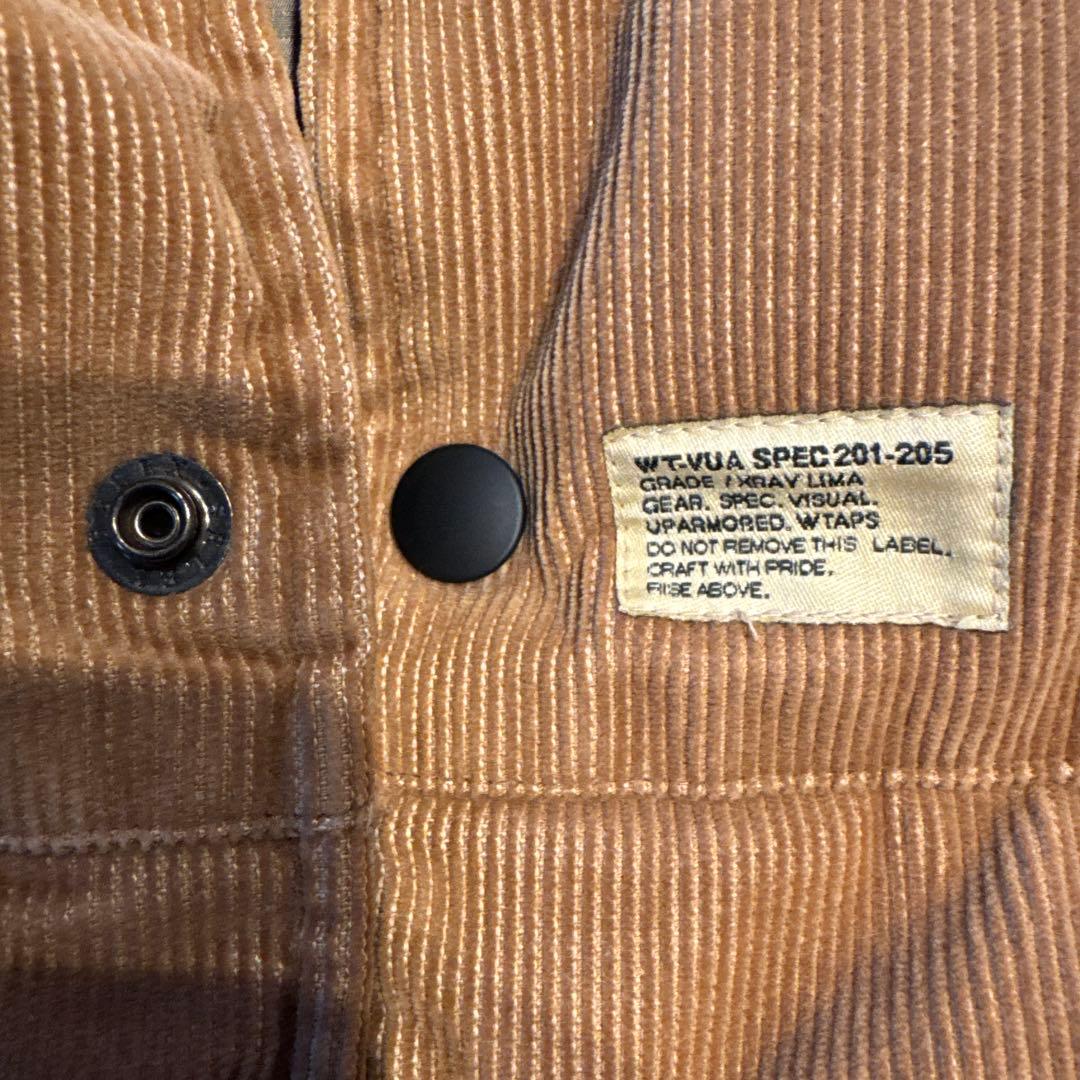 WT-VUA SPEC 201-205
GRADE / XRAY LIMA
GEAR. SPEC. VISUAL.
UPARMORED. WTAPS
DO NOT REMOVE THIS LABEL.
CRAFT WITH PRIDE.
RISE ABOVE.